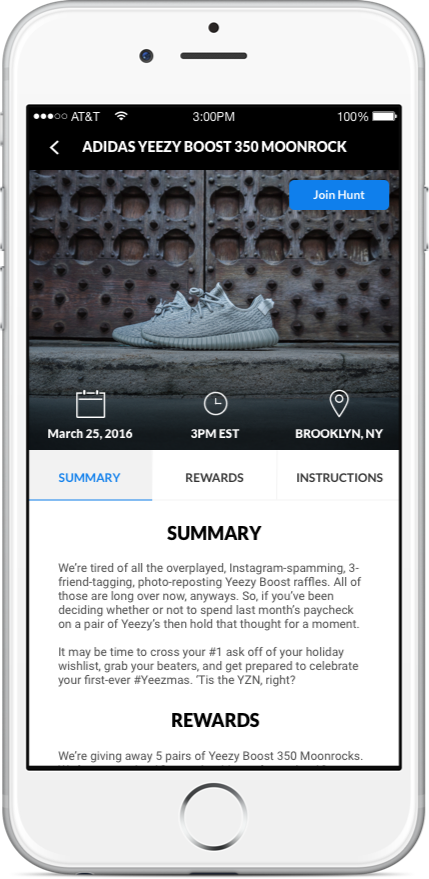 AT&T 3:00PM 100%
ADIDAS YEEZY BOOST 350 MOONROCK
Join Hunt
March 25, 2016 3PM EST BROOKLYN, NY
SUMMARY REWARDS INSTRUCTIONS
SUMMARY
We're tired of all the overplayed, Instagram-spamming, 3-
friend-tagging, photo-reposting Yeezy Boost raffles. All of
those are long over now, anyways. So, if you've been
deciding whether or not to spend last month's paycheck
on a pair of Yeezy's then hold that thought for a moment.
It may be time to cross your #1 ask off of your holiday
wishlist, grab your beaters, and get prepared to celebrate
your first-ever #Yeezmas. 'Tis the YZN, right?
REWARDS
We're giving away 5 pairs of Yeezy Boost 350 Moonrocks.